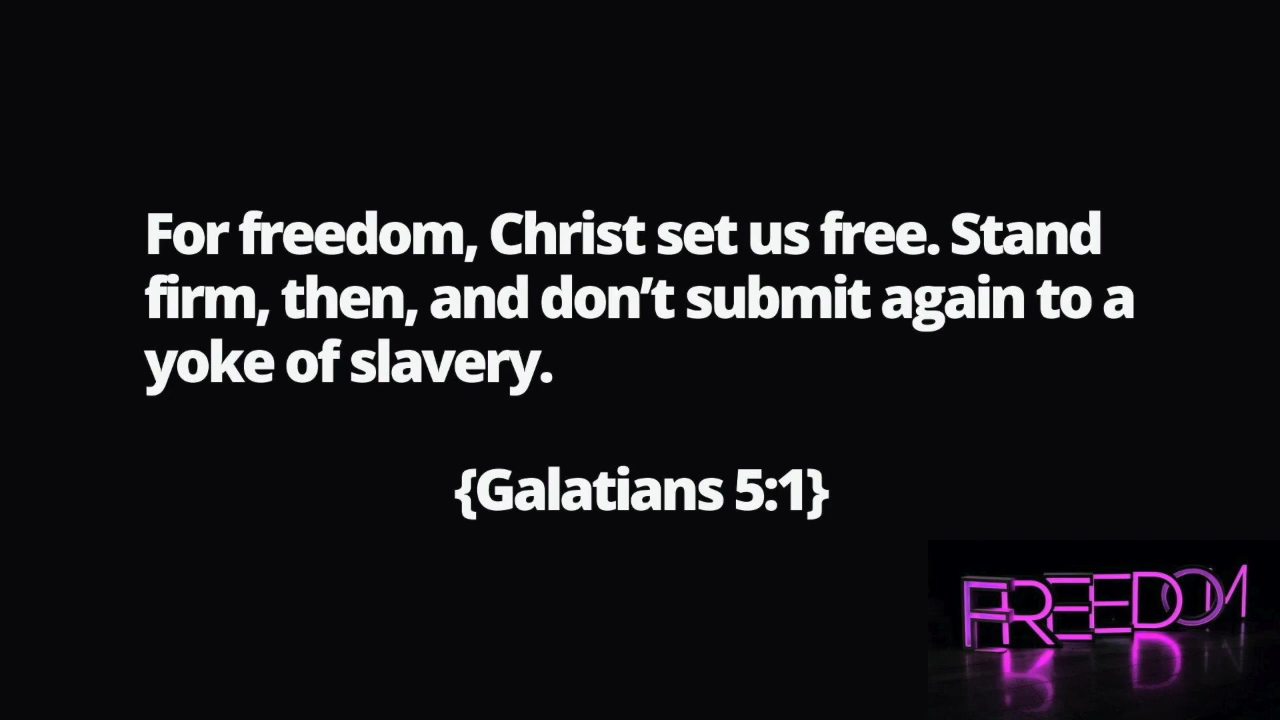 For freedom, Christ set us free. Stand
firm, then, and don’t submit again to a
yoke of slavery.
{Galatians 5:1}
FREEDOM